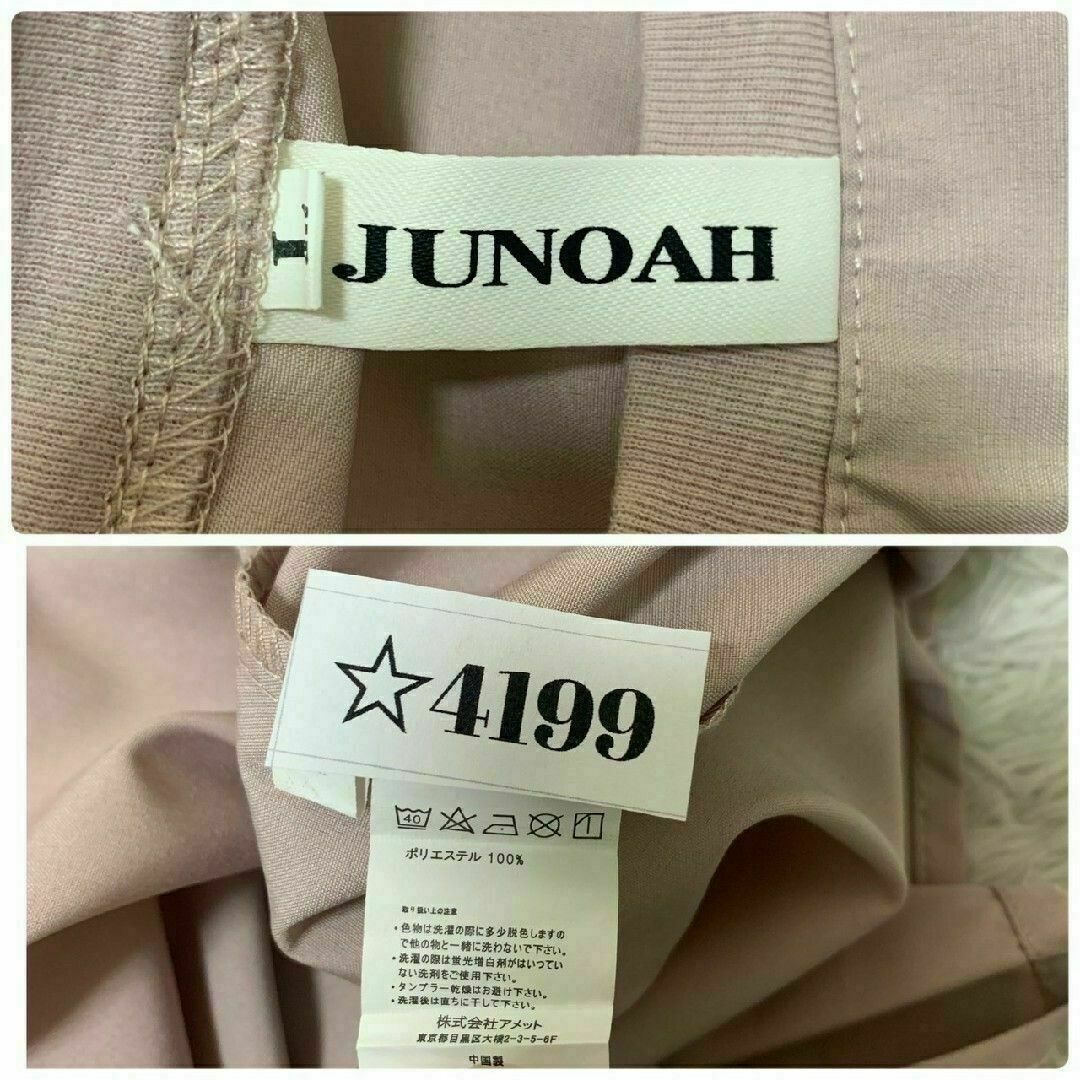 JUNOAH
☆4199
40
ポリエステル 100%
取り扱い上の注意
・色物は洗濯の際に多少脱色しますの
で他の物と一緒に洗わないで下さい。
・洗濯の際は蛍光増白剤がはいってい
ない洗剤をご使用下さい。
・タンブラー乾燥はお避け下さい。
・洗濯後は直ちに干して下さい。
株式会社アメット
東京都目黒区大橋2-3-5-6F
中国製